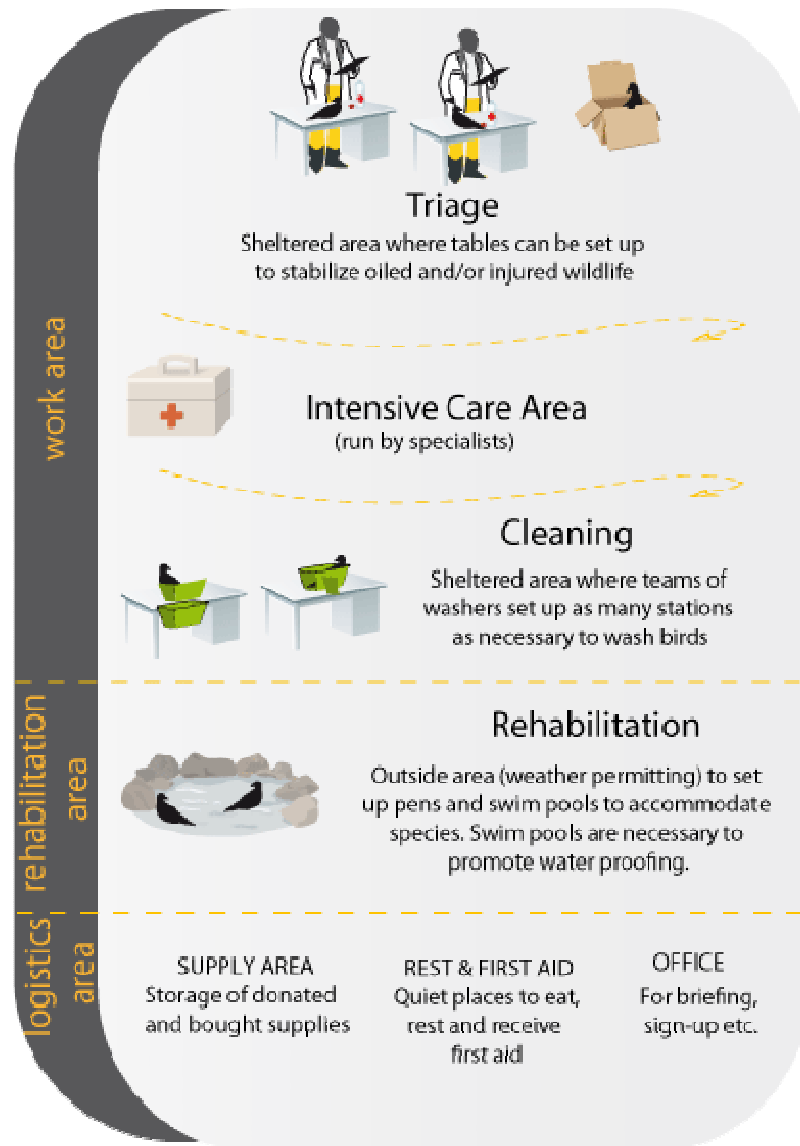 work area
Triage
Sheltered area where tables can be set up
to stabilize oiled and/or injured wildlife
Intensive Care Area
(run by specialists)
Cleaning
Sheltered area where teams of
washers set up as many stations
as necessary to wash birds
rehabilitation
area
Rehabilitation
Outside area (weather permitting) to set
up pens and swim pools to accommodate
species. Swim pools are necessary to
promote water proofing.
logistics
area
SUPPLY AREA
Storage of donated
and bought supplies
REST & FIRST AID
Quiet places to eat,
rest and receive
first aid
OFFICE
For briefing,
sign-up etc.